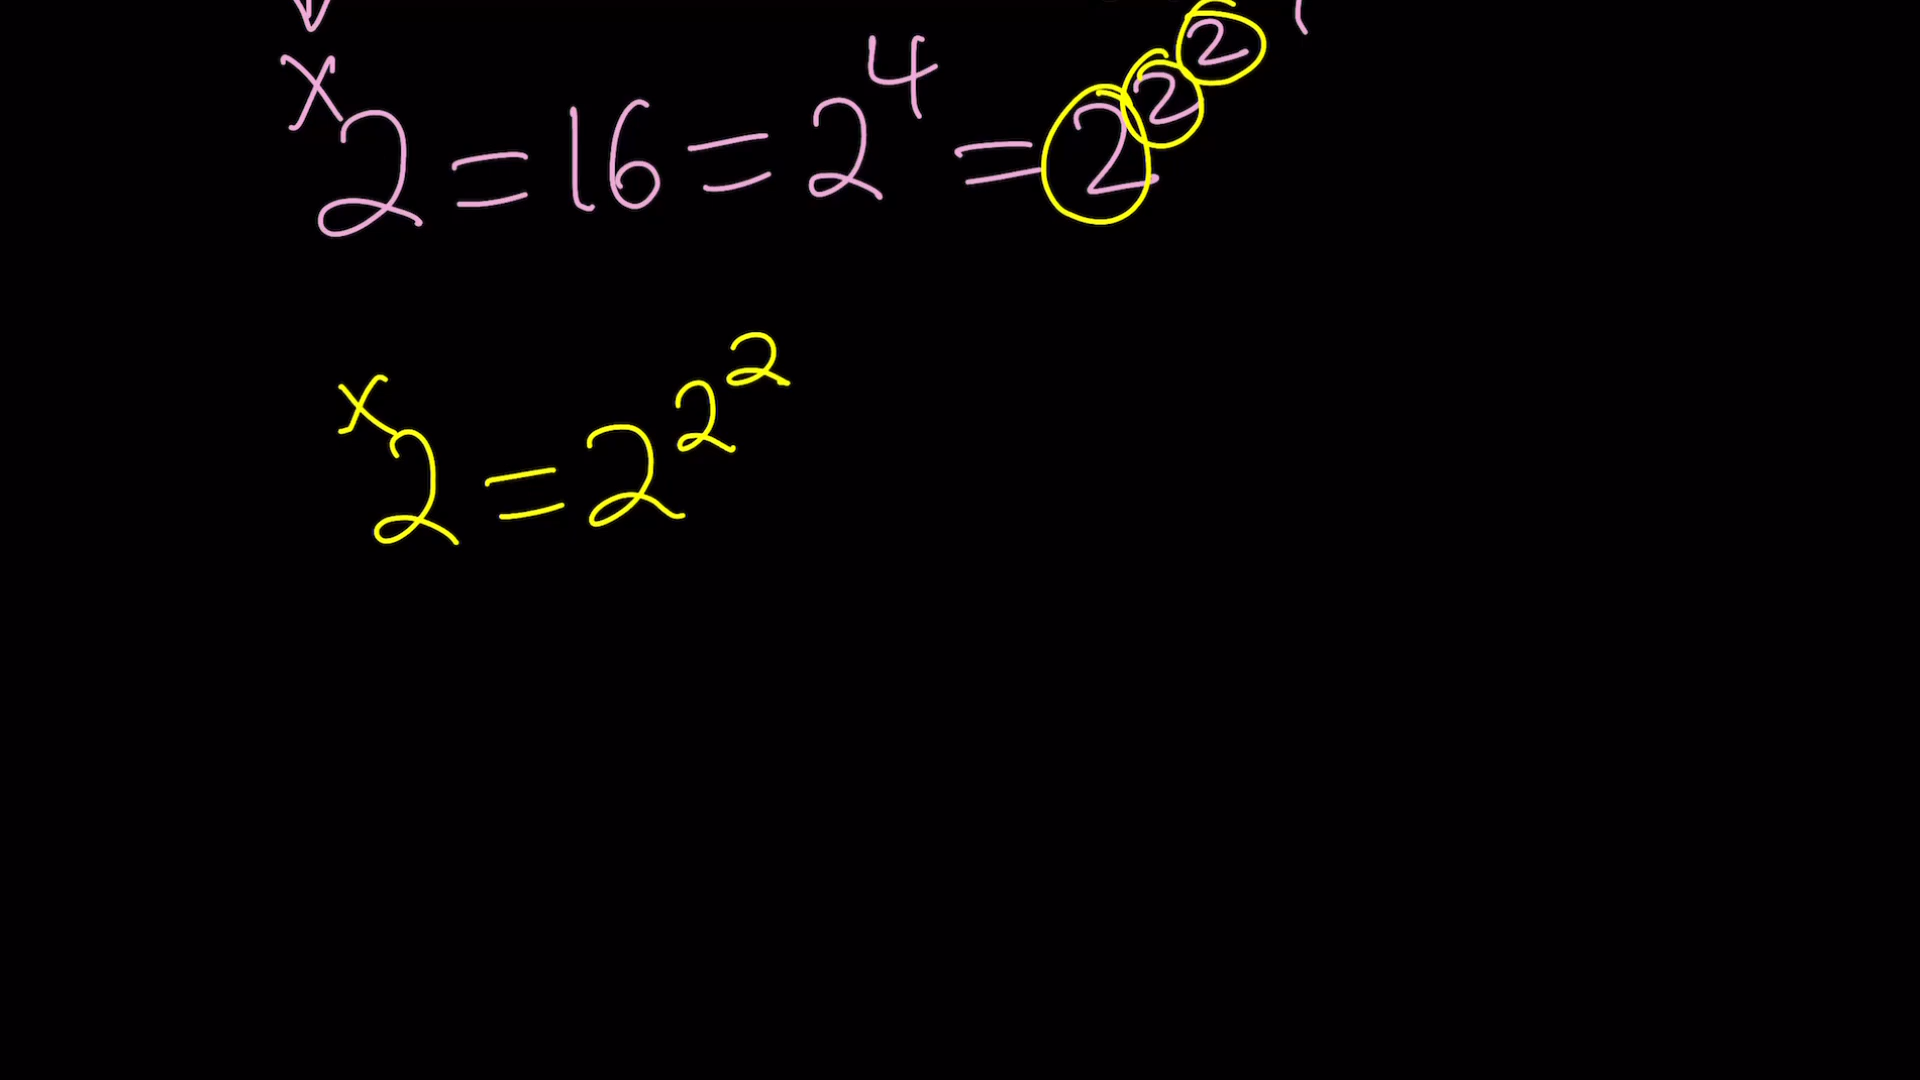 ˣ2 = 16 = 2⁴ = 2^2^2
ˣ2 = 2^2^2